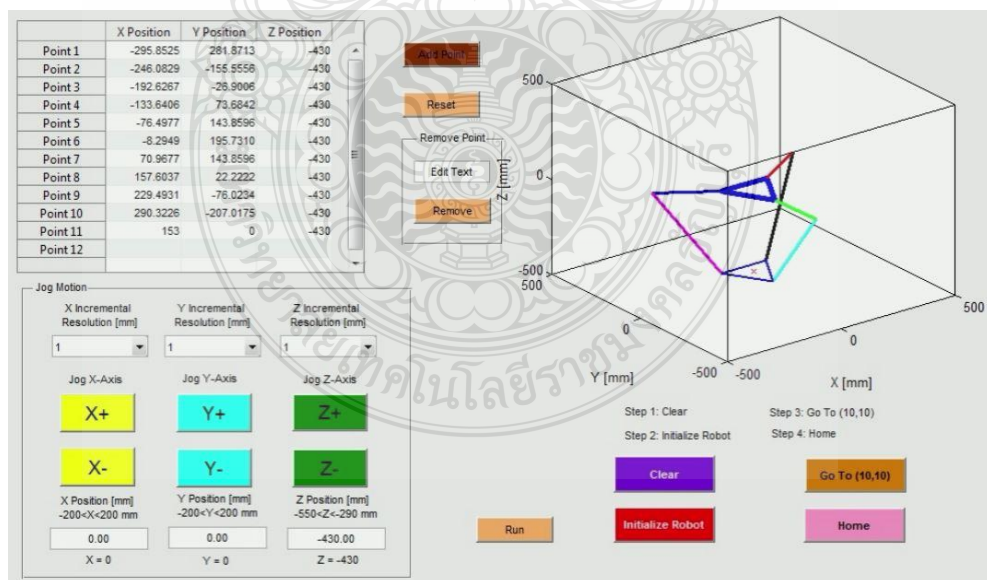 X Position Y Position Z Position
Point 1 -295.8525 281.8713 -430
Point 2 -246.0829 -155.5556 -430
Point 3 -192.6267 -26.9006 -430
Point 4 -133.6406 73.6842 -430
Point 5 -76.4977 143.8596 -430
Point 6 -8.2949 195.7310 -430
Point 7 70.9677 143.8596 -430
Point 8 157.6037 22.2222 -430
Point 9 229.4931 -76.0234 -430
Point 10 290.3226 -207.0175 -430
Point 11 153 0 -430
Point 12
Add Point
Reset
Remove Point
Edit Text
Remove
500
0
-500
Z [mm]
500
0
-500
Y [mm]
-500
0
500
X [mm]
Jog Motion
X Incremental Resolution [mm]
Y Incremental Resolution [mm]
Z Incremental Resolution [mm]
1 1 1
Jog X-Axis Jog Y-Axis Jog Z-Axis
X+ Y+ Z+
X- Y- Z-
X Position [mm]
-200<X<200 mm
Y Position [mm]
-200<Y<200 mm
Z Position [mm]
-550<Z<-290 mm
0.00 0.00 -430.00
X = 0 Y = 0 Z = -430
Run
Step 1: Clear
Step 2: Initialize Robot
Step 3: Go To (10,10)
Step 4: Home
Clear
Go To (10,10)
Initialize Robot
Home